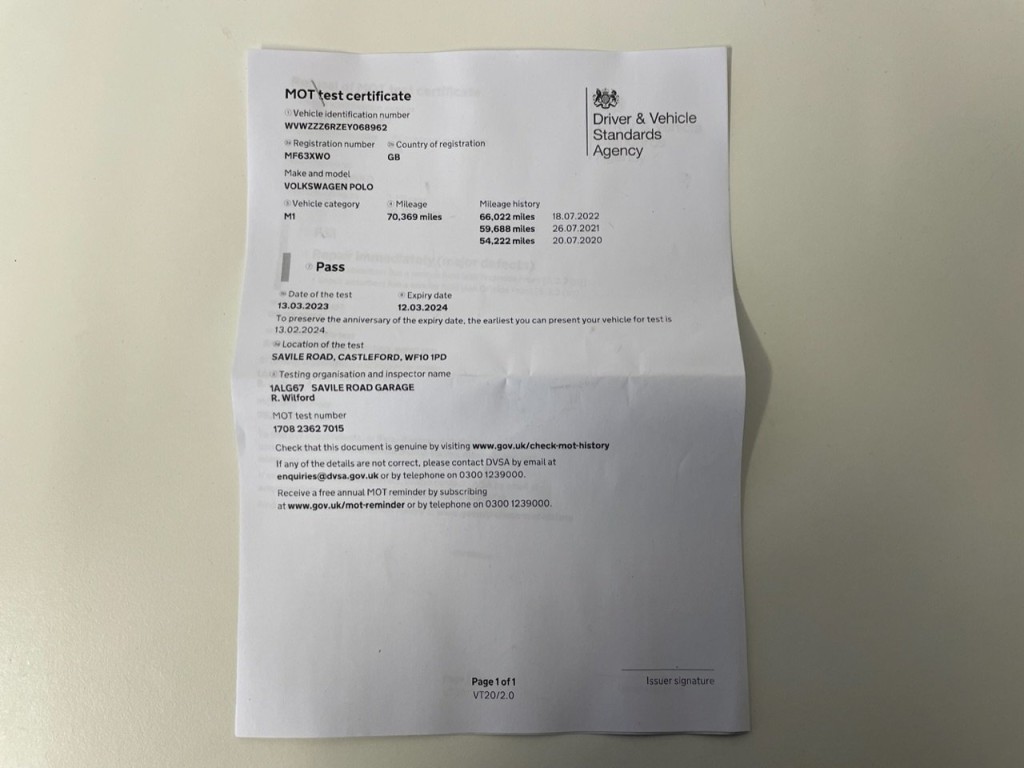 MOT test certificate
Vehicle identification number
WVWZZZ6RZEY068962
Registration number
MF63XWO
Country of registration
GB
Make and model
VOLKSWAGEN POLO
Vehicle category
M1
Mileage
70,369 miles
Mileage history
66,022 miles 18.07.2022
59,688 miles 26.07.2021
54,222 miles 20.07.2020
Driver & Vehicle
Standards
Agency
Pass
Date of the test
13.03.2023
Expiry date
12.03.2024
To preserve the anniversary of the expiry date, the earliest you can present your vehicle for test is
13.02.2024.
Location of the test
SAVILE ROAD, CASTLEFORD, WF10 1PD
Testing organisation and inspector name
1ALG67 SAVILE ROAD GARAGE
R. Wilford
MOT test number
1708 2362 7015
Check that this document is genuine by visiting www.gov.uk/check-mot-history
If any of the details are not correct, please contact DVSA by email at
enquiries@dvsa.gov.uk or by telephone on 0300 1239000.
Receive a free annual MOT reminder by subscribing
at www.gov.uk/mot-reminder or by telephone on 0300 1239000.
Page 1 of 1
VT20/2.0
Issuer signature